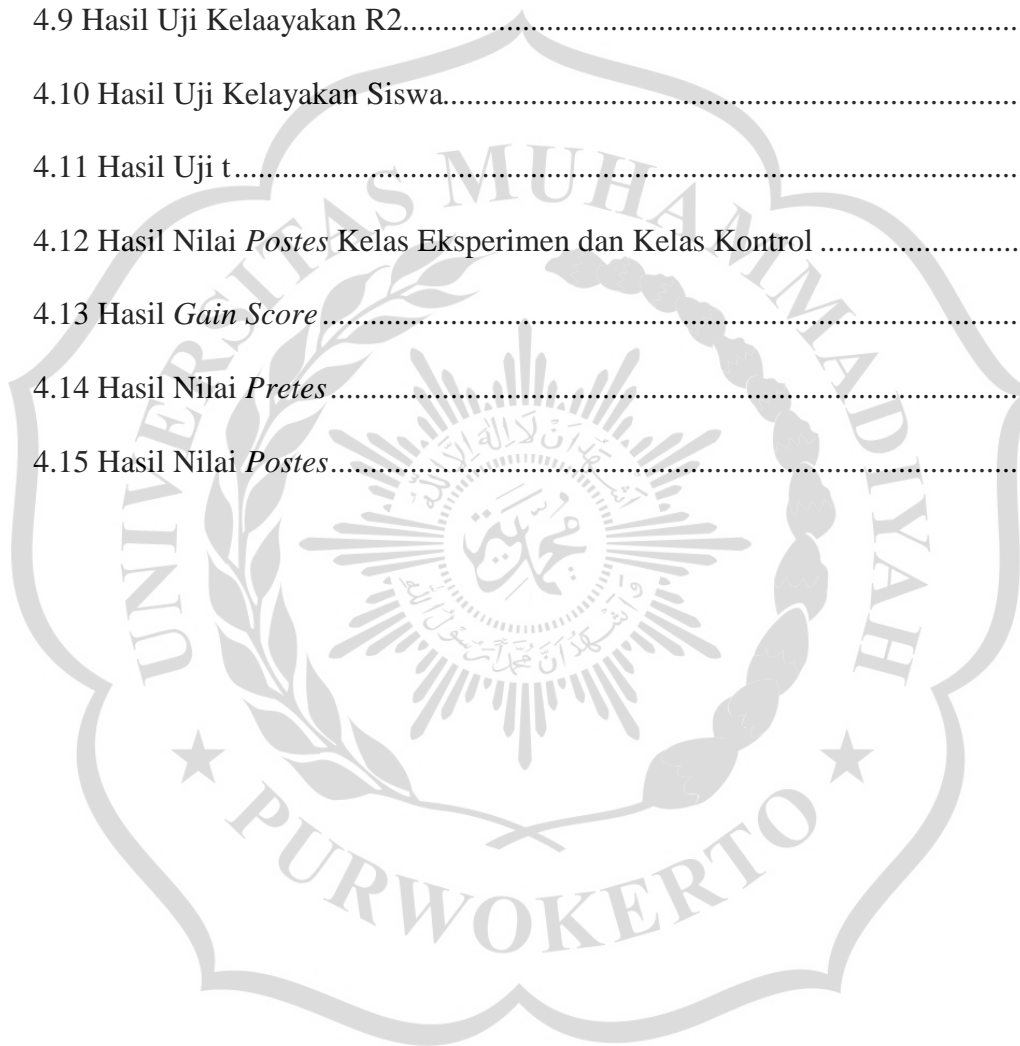 4.9 Hasil Uji Kelaayakan R2....................................................................................
4.10 Hasil Uji Kelayakan Siswa..............................................................................
4.11 Hasil Uji t.........................................................................................................
4.12 Hasil Nilai Postes Kelas Eksperimen dan Kelas Kontrol ..........................
4.13 Hasil Gain Score..............................................................................................
4.14 Hasil Nilai Pretes.............................................................................................
4.15 Hasil Nilai Postes.............................................................................................
UNIVERSITAS MUHAMMADIYAH
PURWOKERTO